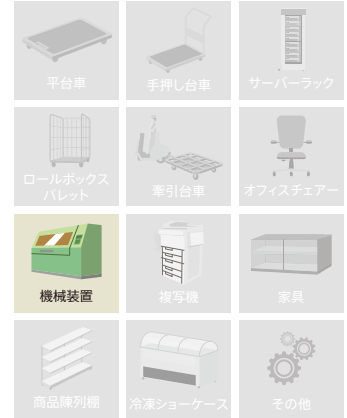 平台車
手押し台車
サーバーラック
ロールボックス
パレット
牽引台車
オフィスチェアー
機械装置
複写機
家具
商品陳列棚
冷凍ショーケース
その他